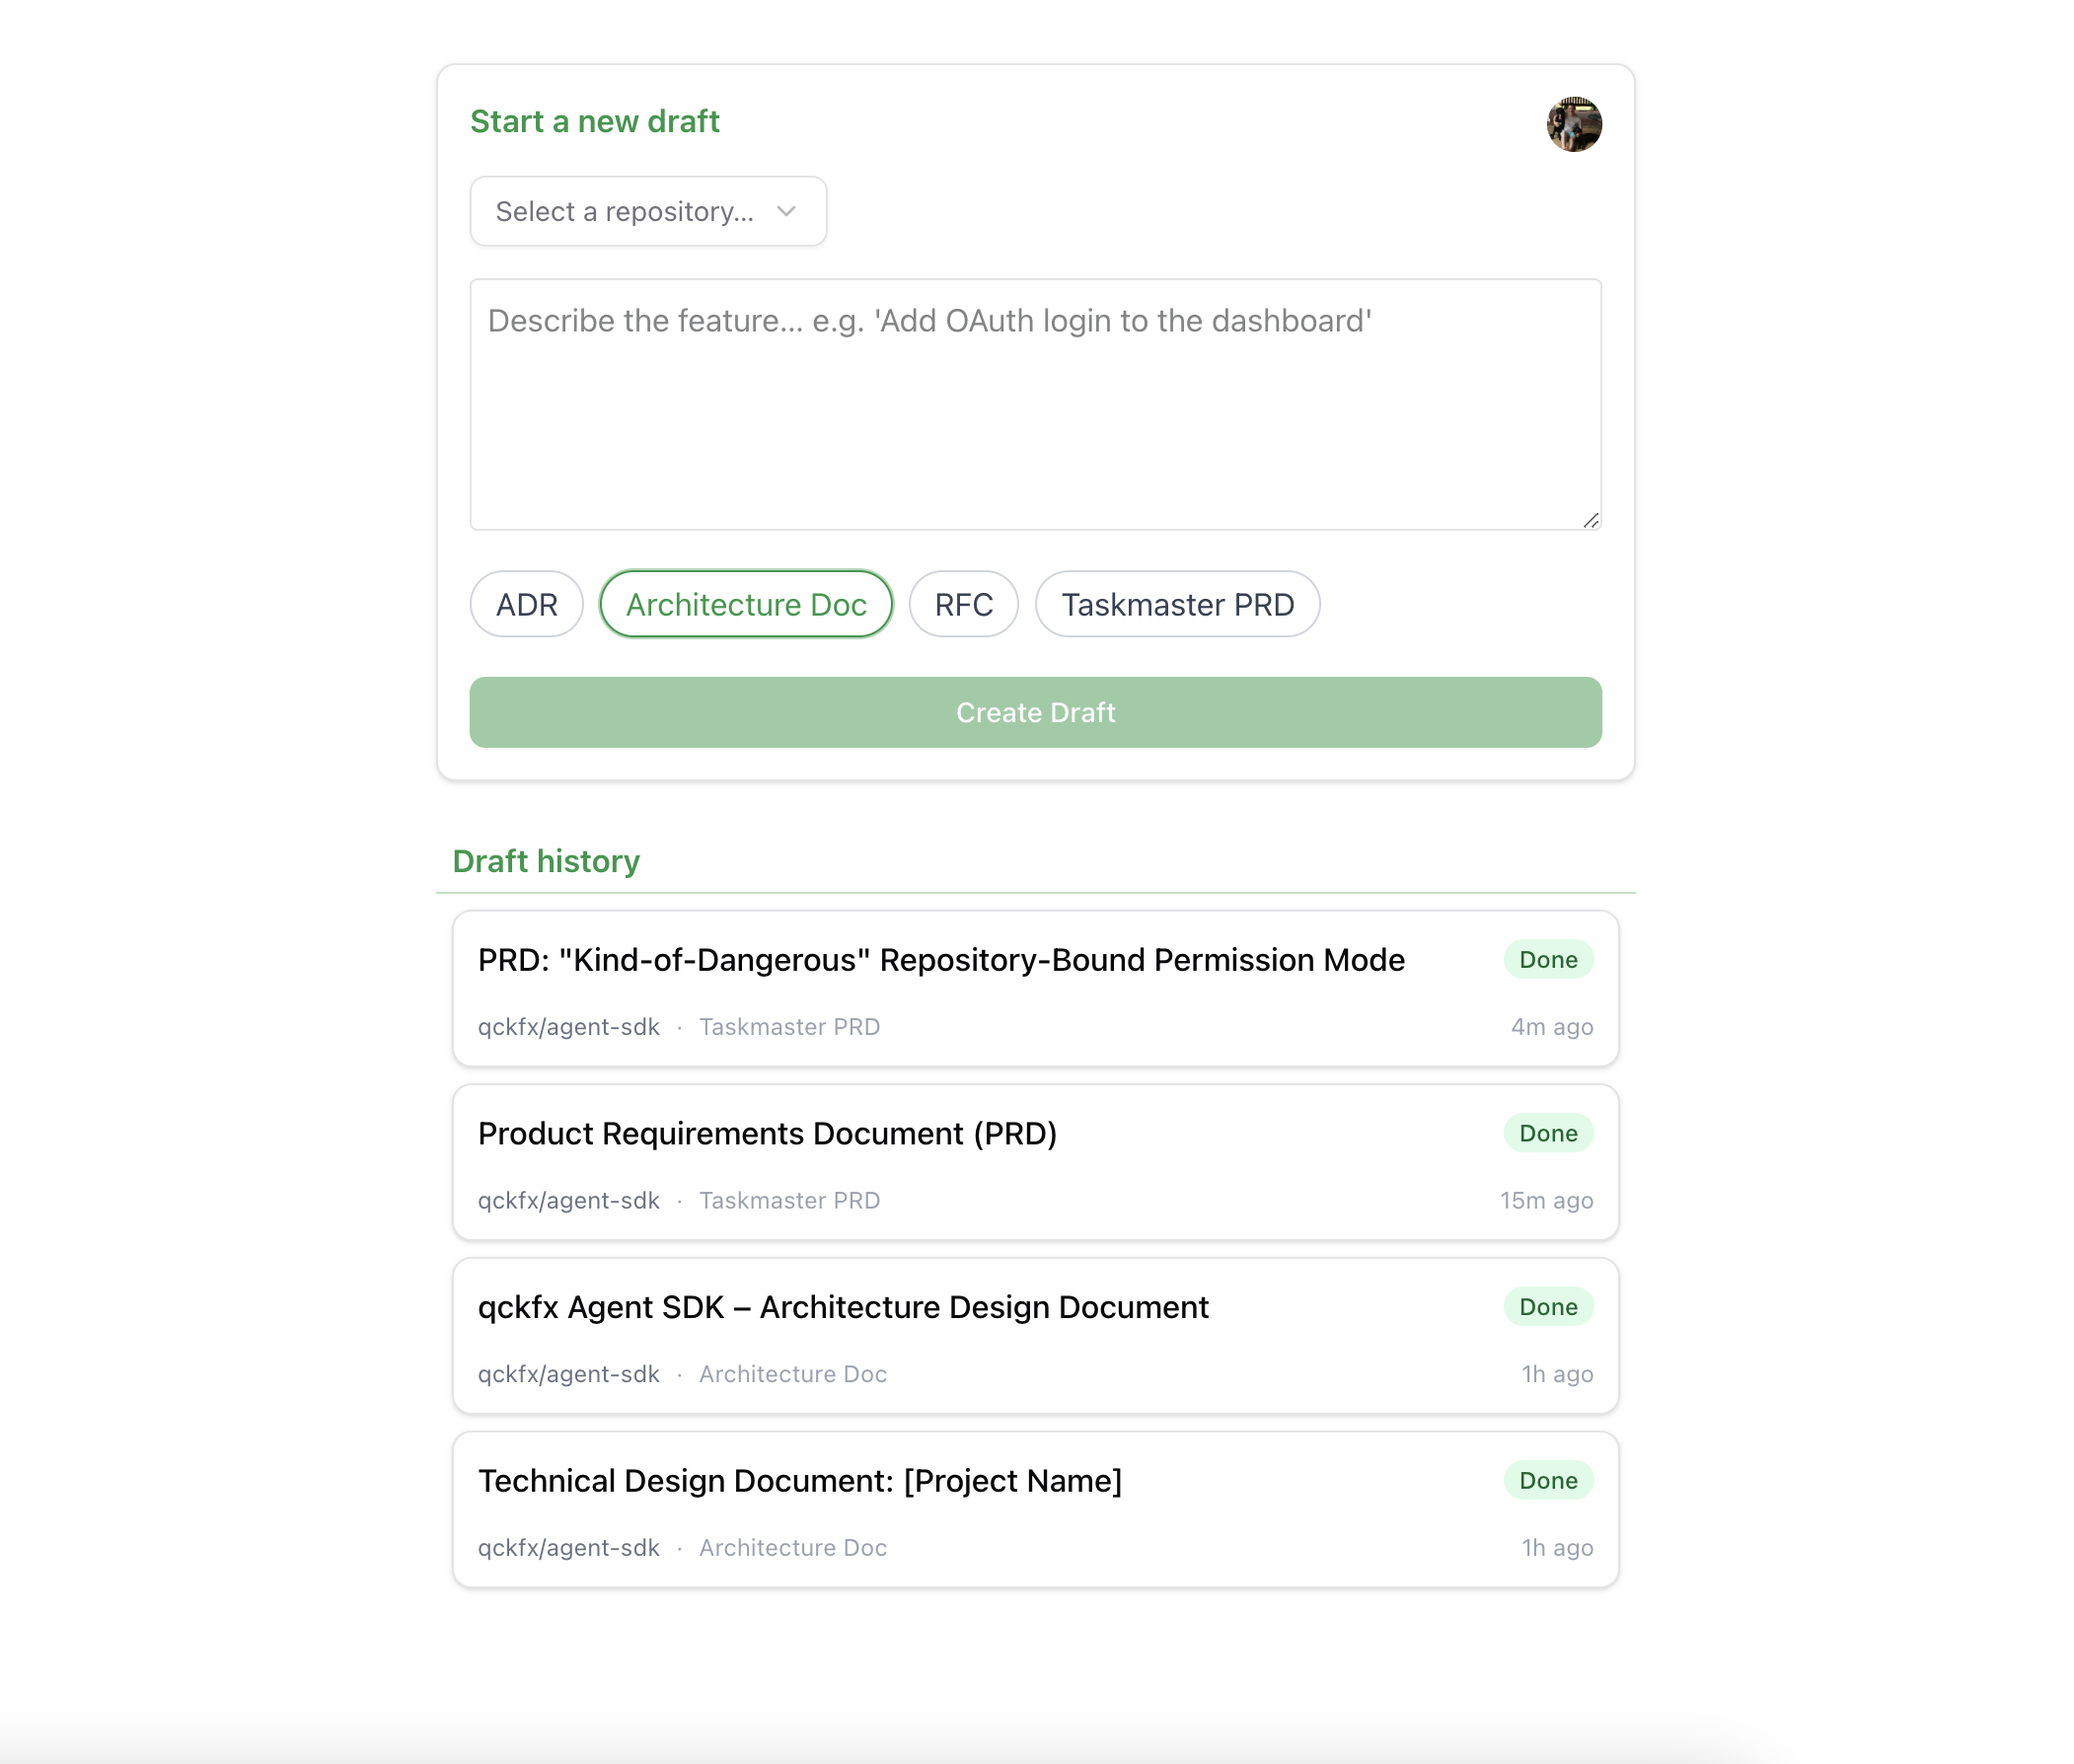 Start a new draft
Select a repository...
Describe the feature... e.g. 'Add OAuth login to the dashboard'
ADR
Architecture Doc
RFC
Taskmaster PRD
Create Draft
Draft history
PRD: "Kind-of-Dangerous" Repository-Bound Permission Mode
Done
qckfx/agent-sdk · Taskmaster PRD
4m ago
Product Requirements Document (PRD)
Done
qckfx/agent-sdk · Taskmaster PRD
15m ago
qckfx Agent SDK – Architecture Design Document
Done
qckfx/agent-sdk · Architecture Doc
1h ago
Technical Design Document: [Project Name]
Done
qckfx/agent-sdk · Architecture Doc
1h ago